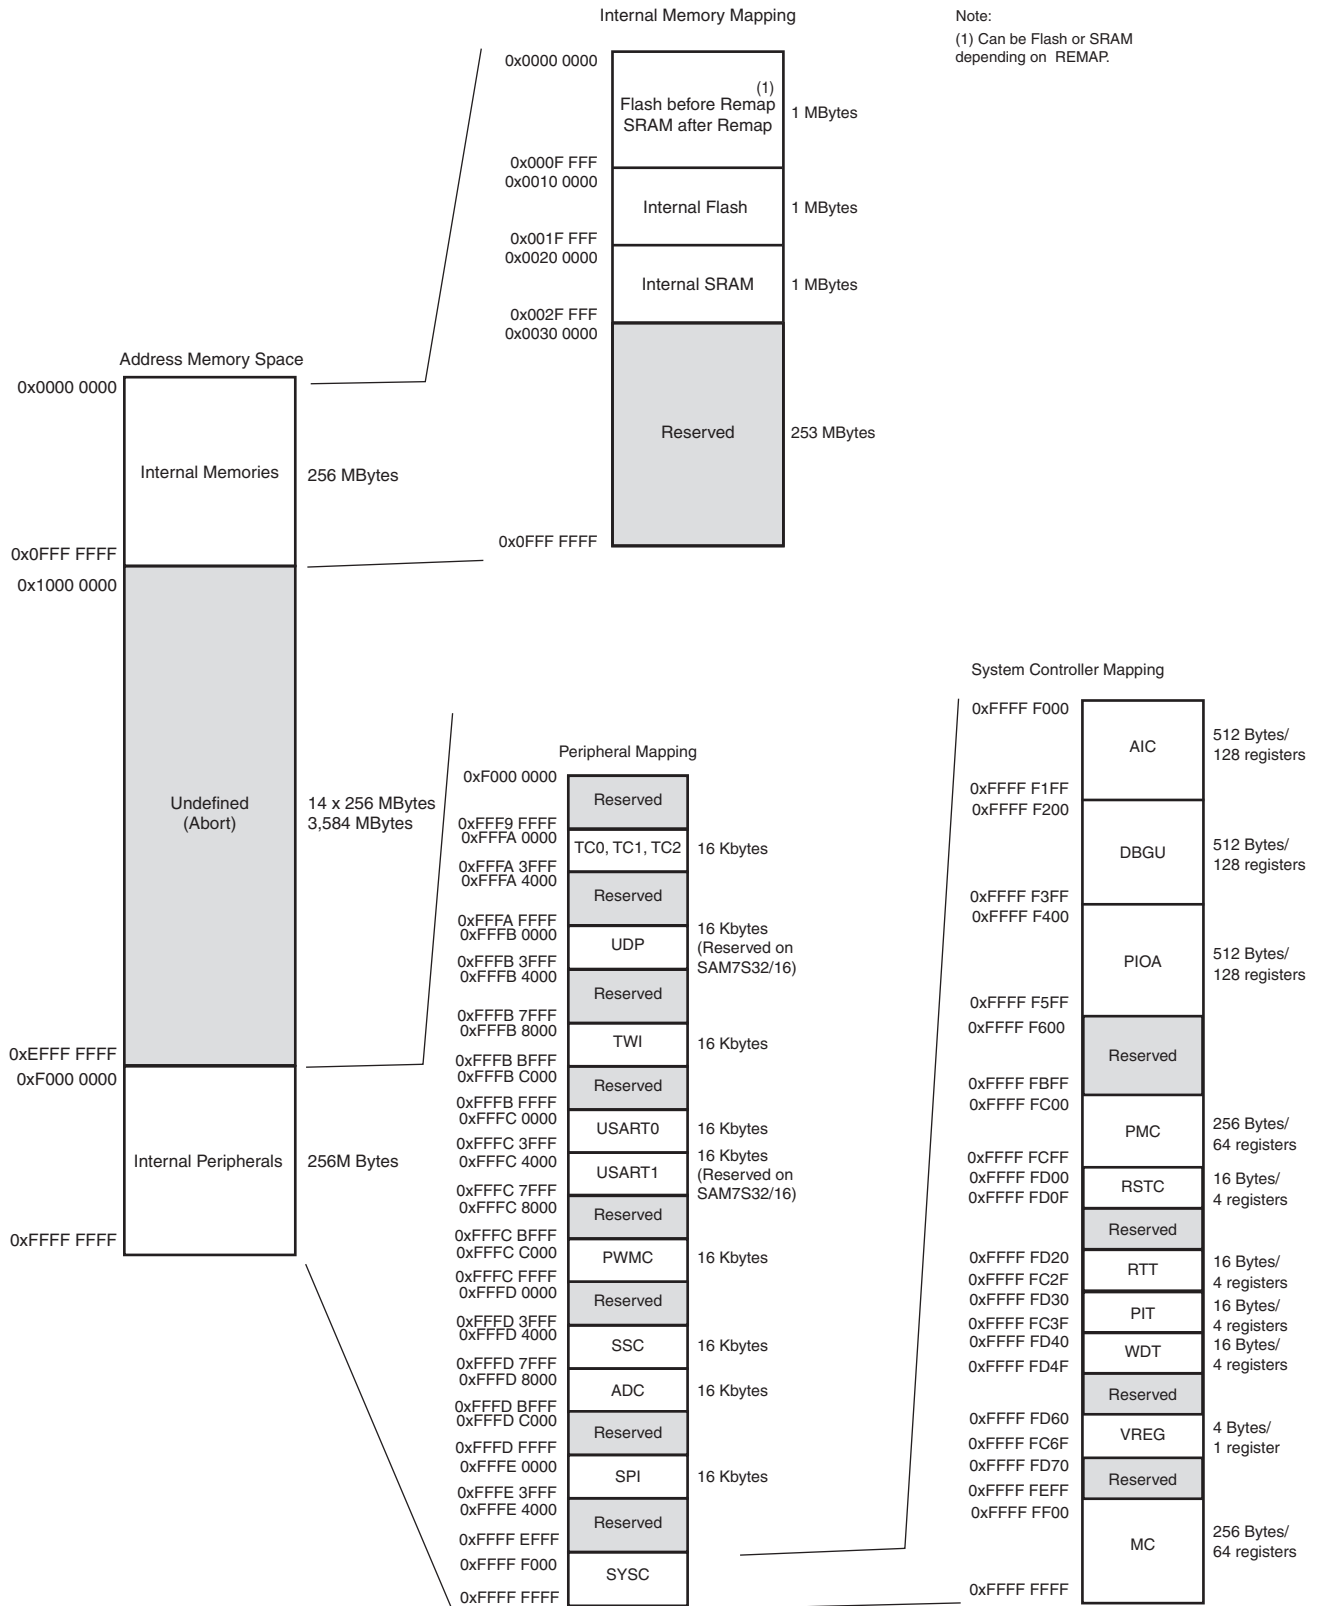 Internal Memory Mapping
Note:
(1) Can be Flash or SRAM
depending on REMAP.
0x0000 0000
(1)
Flash before Remap
SRAM after Remap
1 MBytes
0x000F FFF
0x0010 0000
Internal Flash
1 MBytes
0x001F FFF
0x0020 0000
Internal SRAM
1 MBytes
0x002F FFF
0x0030 0000
Reserved
253 MBytes
0x0FFF FFFF
Address Memory Space
0x0000 0000
Internal Memories
256 MBytes
0x0FFF FFFF
0x1000 0000
Undefined
(Abort)
14 x 256 MBytes
3,584 MBytes
0xEFFF FFFF
0xF000 0000
Internal Peripherals
256M Bytes
0xFFFF FFFF
Peripheral Mapping
0xF000 0000
Reserved
0xFFF9 FFFF
0xFFFA 0000
TC0, TC1, TC2
16 Kbytes
0xFFFA 3FFF
0xFFFA 4000
Reserved
0xFFFA FFFF
0xFFFB 0000
UDP
16 Kbytes
(Reserved on
SAM7S32/16)
0xFFFB 3FFF
0xFFFB 4000
Reserved
0xFFFB 7FFF
0xFFFB 8000
TWI
16 Kbytes
0xFFFB BFFF
0xFFFB C000
Reserved
0xFFFB FFFF
0xFFFC 0000
USART0
16 Kbytes
0xFFFC 3FFF
0xFFFC 4000
USART1
16 Kbytes
(Reserved on
SAM7S32/16)
0xFFFC 7FFF
0xFFFC 8000
Reserved
0xFFFC BFFF
0xFFFC C000
PWMC
16 Kbytes
0xFFFC FFFF
0xFFFD 0000
Reserved
0xFFFD 3FFF
0xFFFD 4000
SSC
16 Kbytes
0xFFFD 7FFF
0xFFFD 8000
ADC
16 Kbytes
0xFFFD BFFF
0xFFFD C000
Reserved
0xFFFD FFFF
0xFFFE 0000
SPI
16 Kbytes
0xFFFE 3FFF
0xFFFE 4000
Reserved
0xFFFF EFFF
0xFFFF F000
SYSC
0xFFFF FFFF
System Controller Mapping
0xFFFF F000
AIC
512 Bytes/
128 registers
0xFFFF F1FF
0xFFFF F200
DBGU
512 Bytes/
128 registers
0xFFFF F3FF
0xFFFF F400
PIOA
512 Bytes/
128 registers
0xFFFF F5FF
0xFFFF F600
Reserved
0xFFFF FBFF
0xFFFF FC00
PMC
256 Bytes/
64 registers
0xFFFF FCFF
0xFFFF FD00
RSTC
16 Bytes/
4 registers
0xFFFF FD0F
Reserved
0xFFFF FD20
RTT
16 Bytes/
4 registers
0xFFFF FC2F
0xFFFF FD30
PIT
16 Bytes/
4 registers
0xFFFF FC3F
0xFFFF FD40
WDT
16 Bytes/
4 registers
0xFFFF FD4F
Reserved
0xFFFF FD60
VREG
4 Bytes/
1 register
0xFFFF FC6F
0xFFFF FD70
Reserved
0xFFFF FEFF
0xFFFF FF00
MC
256 Bytes/
64 registers
0xFFFF FFFF